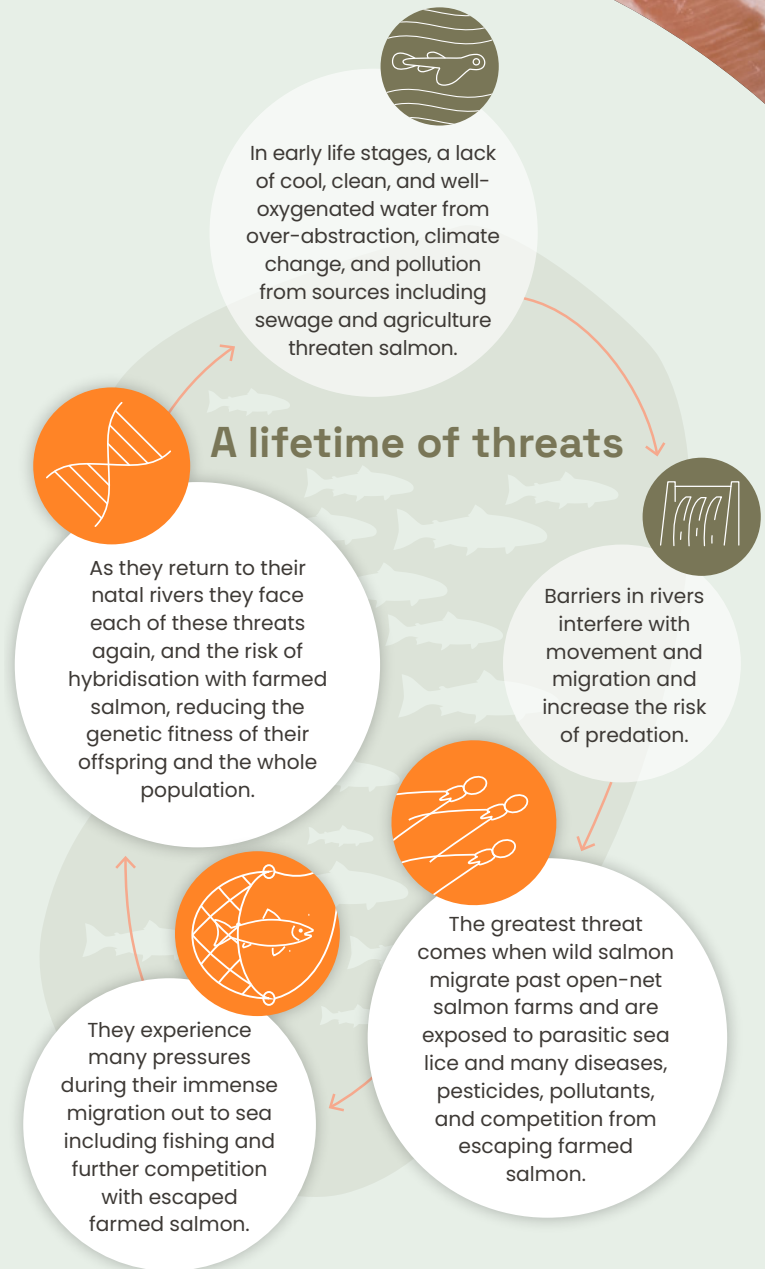 In early life stages, a lack
of cool, clean, and well-
oxygenated water from
over-abstraction, climate
change, and pollution
from sources including
sewage and agriculture
threaten salmon.
A lifetime of threats
Barriers in rivers
interfere with
movement and
migration and
increase the risk
of predation.
The greatest threat
comes when wild salmon
migrate past open-net
salmon farms and are
exposed to parasitic sea
lice and many diseases,
pesticides, pollutants,
and competition from
escaping farmed
salmon.
They experience
many pressures
during their immense
migration out to sea
including fishing and
further competition
with escaped
farmed salmon.
As they return to their
natal rivers they face
each of these threats
again, and the risk of
hybridisation with farmed
salmon, reducing the
genetic fitness of their
offspring and the whole
population.